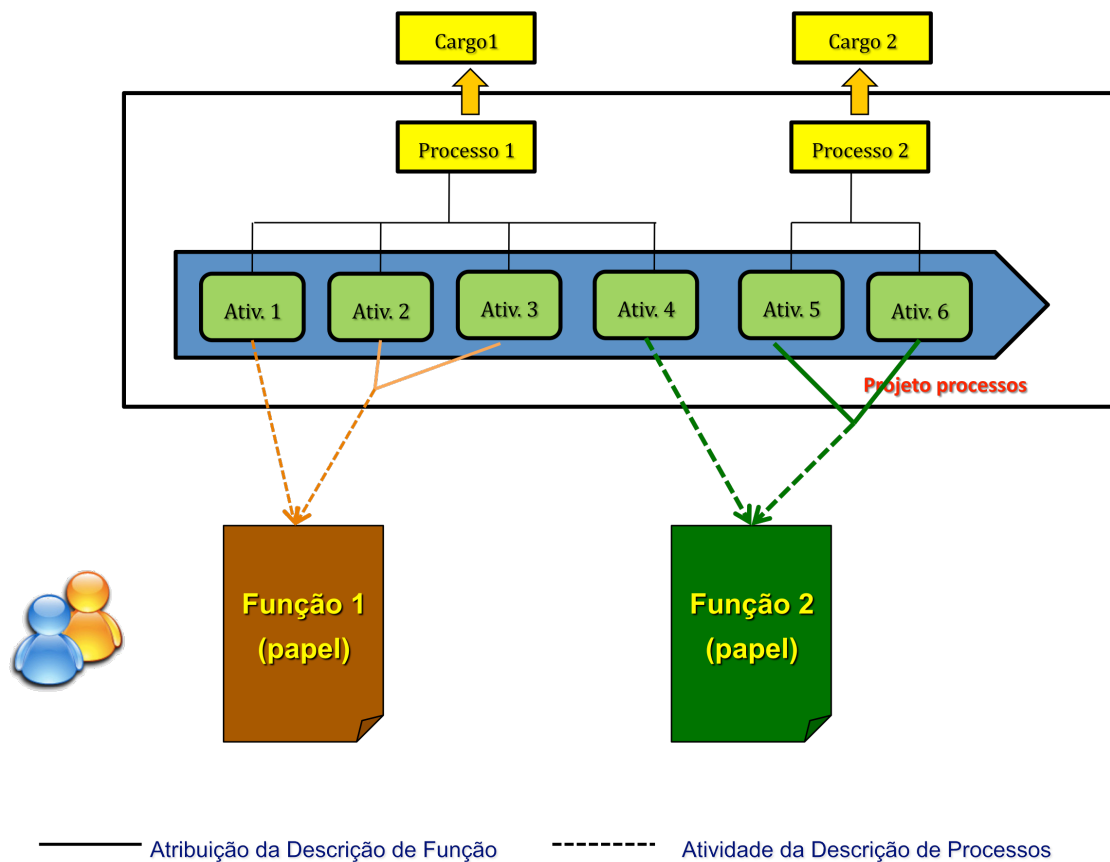 Cargo1
Cargo 2
Processo 1
Processo 2
Ativ. 1
Ativ. 2
Ativ. 3
Ativ. 4
Ativ. 5
Ativ. 6
Projeto processos
Função 1
(papel)
Função 2
(papel)
Atribuição da Descrição de Função
Atividade da Descrição de Processos